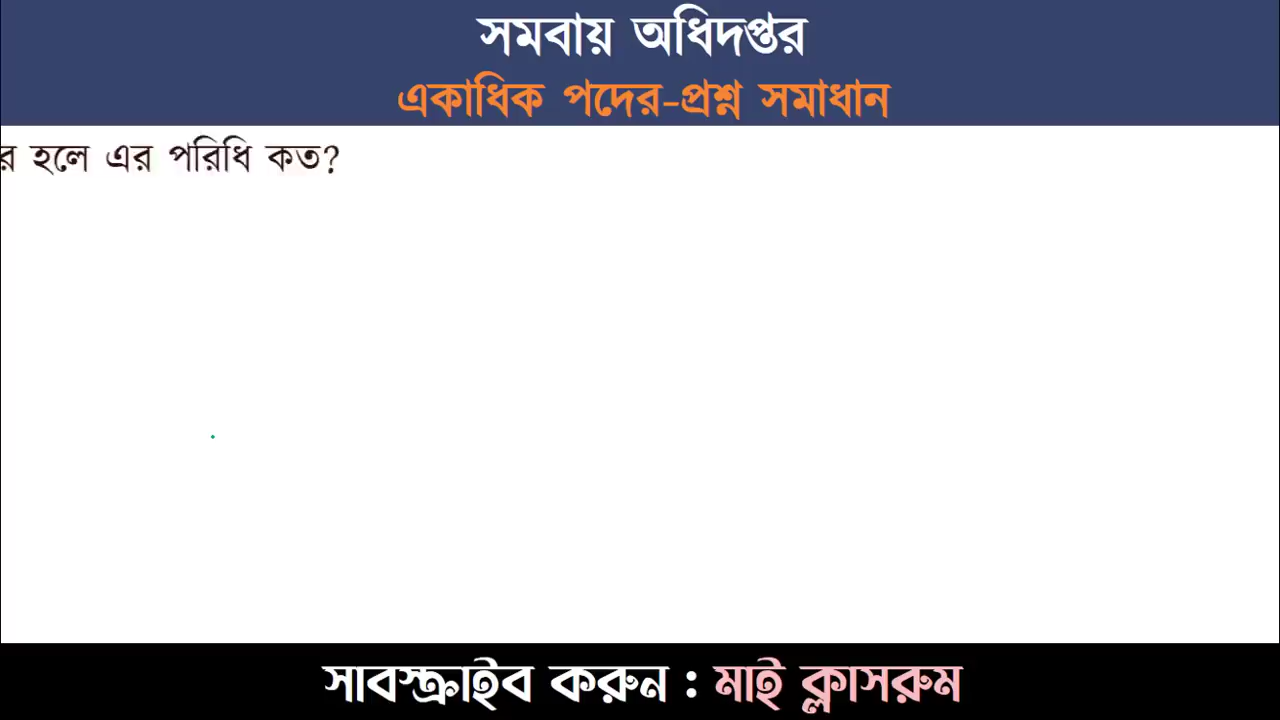 সমবায় অধিদপ্তর
একাধিক পদের-প্রশ্ন সমাধান
র হলে এর পরিধি কত?
সাবস্ক্রাইব করুন : মাই ক্লাসরুম